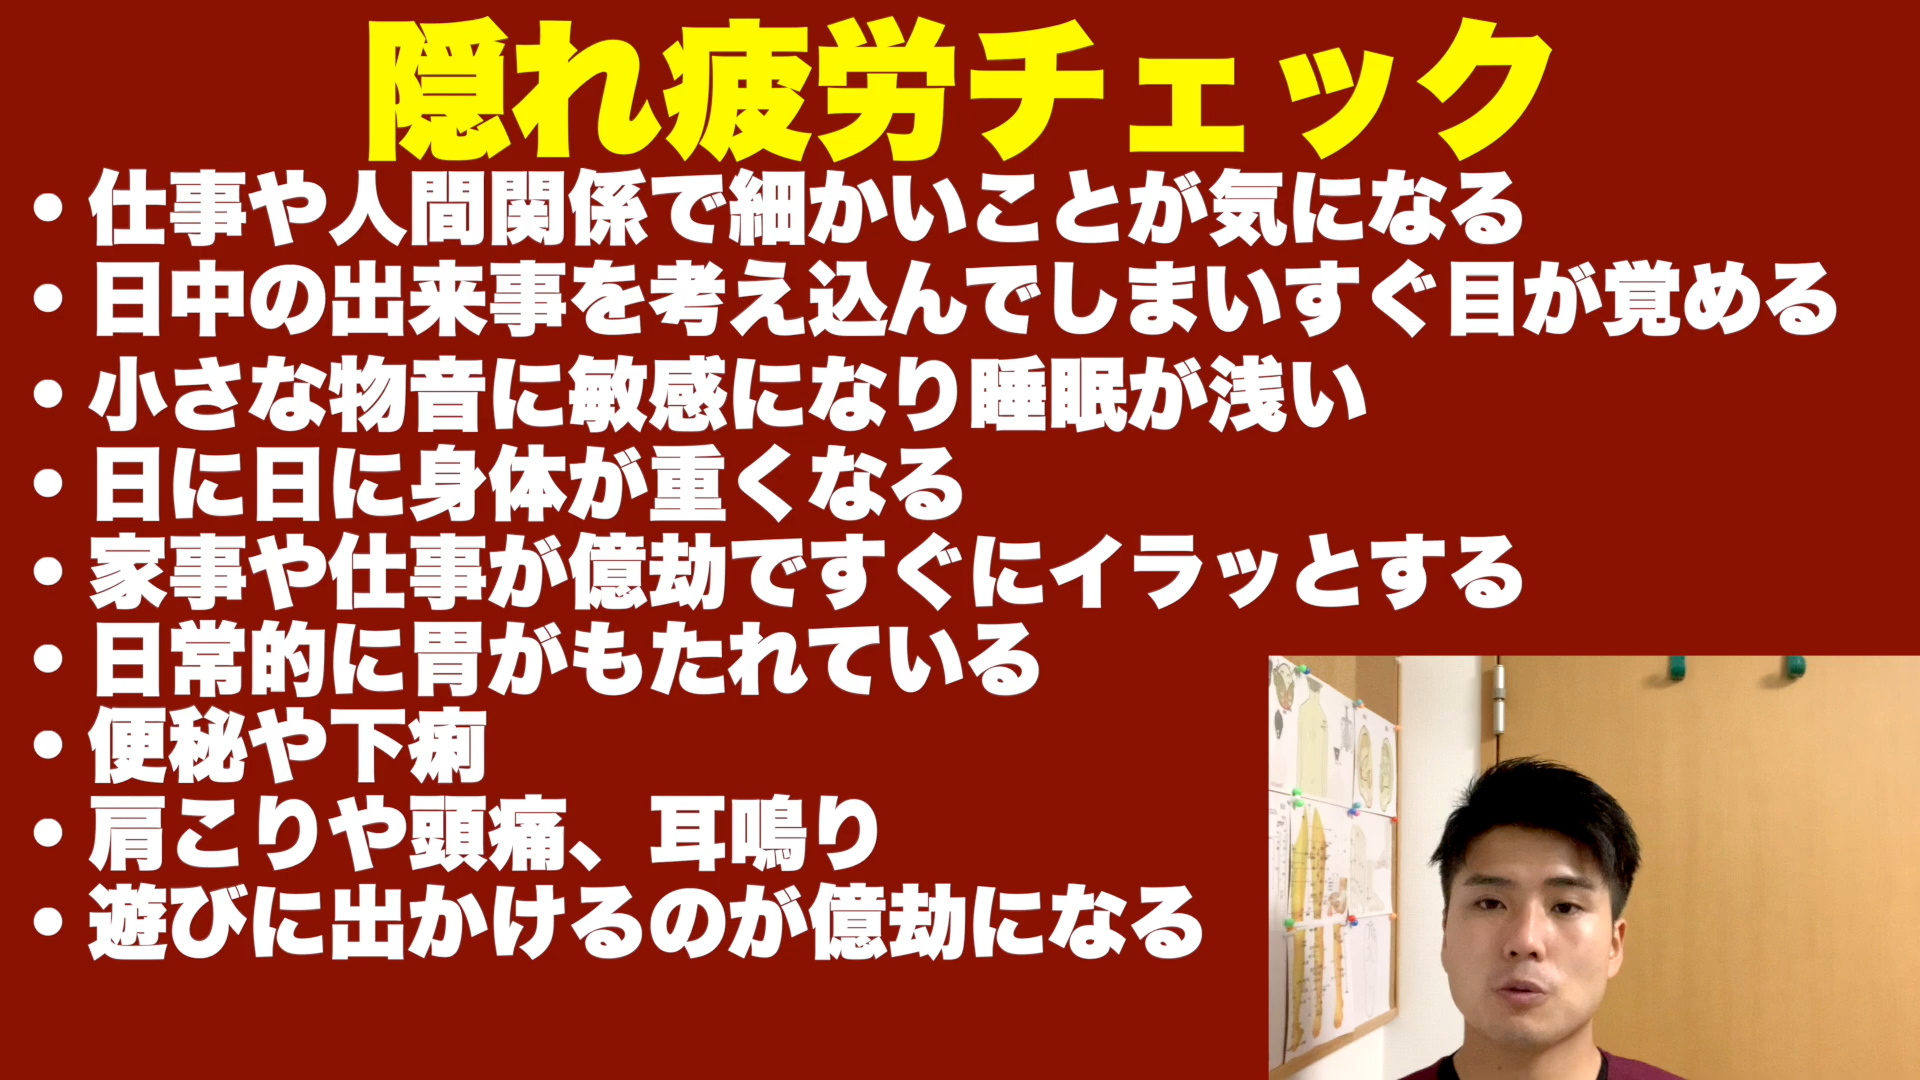 隠れ疲労チェック
・仕事や人間関係で細かいことが気になる
・日中の出来事を考え込んでしまいすぐ目が覚める
・小さな物音に敏感になり睡眠が浅い
・日に日に身体が重くなる
・家事や仕事が億劫ですぐにイラッとする
・日常的に胃がもたれている
・便秘や下痢
・肩こりや頭痛、耳鳴り
・遊びに出かけるのが億劫になる